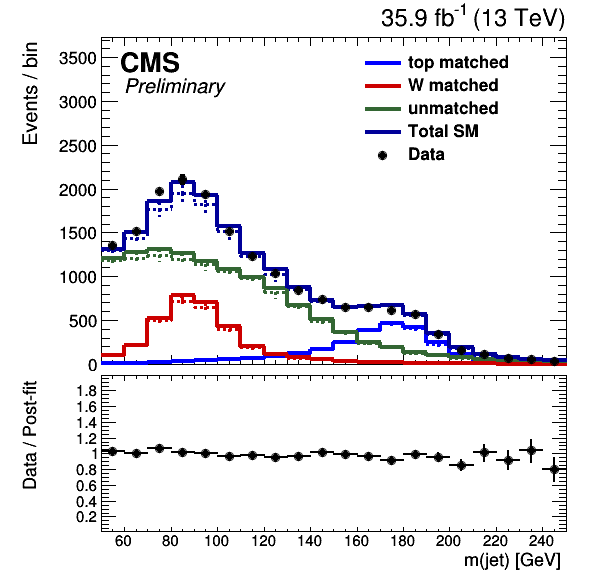 35.9 fb⁻¹ (13 TeV)
CMS
Preliminary
Events / bin
3500
3000
2500
2000
1500
1000
500
0
top matched
W matched
unmatched
Total SM
Data
Data / Post-fit
1.8
1.6
1.4
1.2
1
0.8
0.6
0.4
0.2
60 80 100 120 140 160 180 200 220 240
m(jet) [GeV]